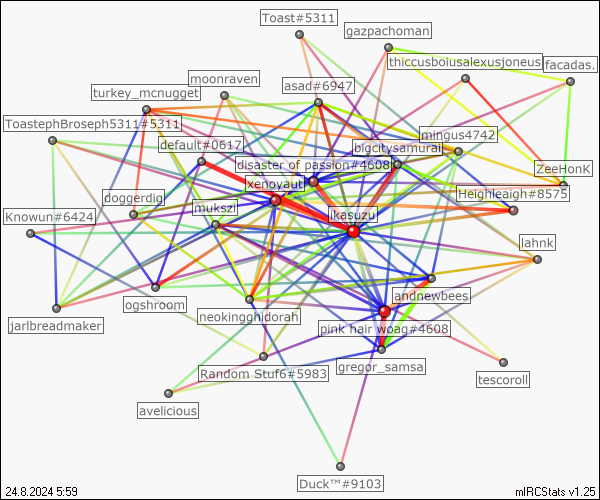 Toast#5311
gazpachoman
thiccusbolusalexusjoneus
facadas.
moonraven
asad#6947
turkey_mcnugget
ToastephBroseph5311#5311
mingus4742
default#0617
bigcitysamurai
disaster of passion#4608
ZeeHonK
xenoyaut
Heighleaigh#8575
doggerdig
mukszil
ikasuzu
Knowun#6424
lahnk
andnewbees
ogshroom
neokingghidorah
jarlbreadmaker
pink hair woag#4608
gregor_samsa
Random Stuf6#5983
tescoroll
avelicious
Duck™#9103
24.8.2024 5:59
mIRCStats v1.25